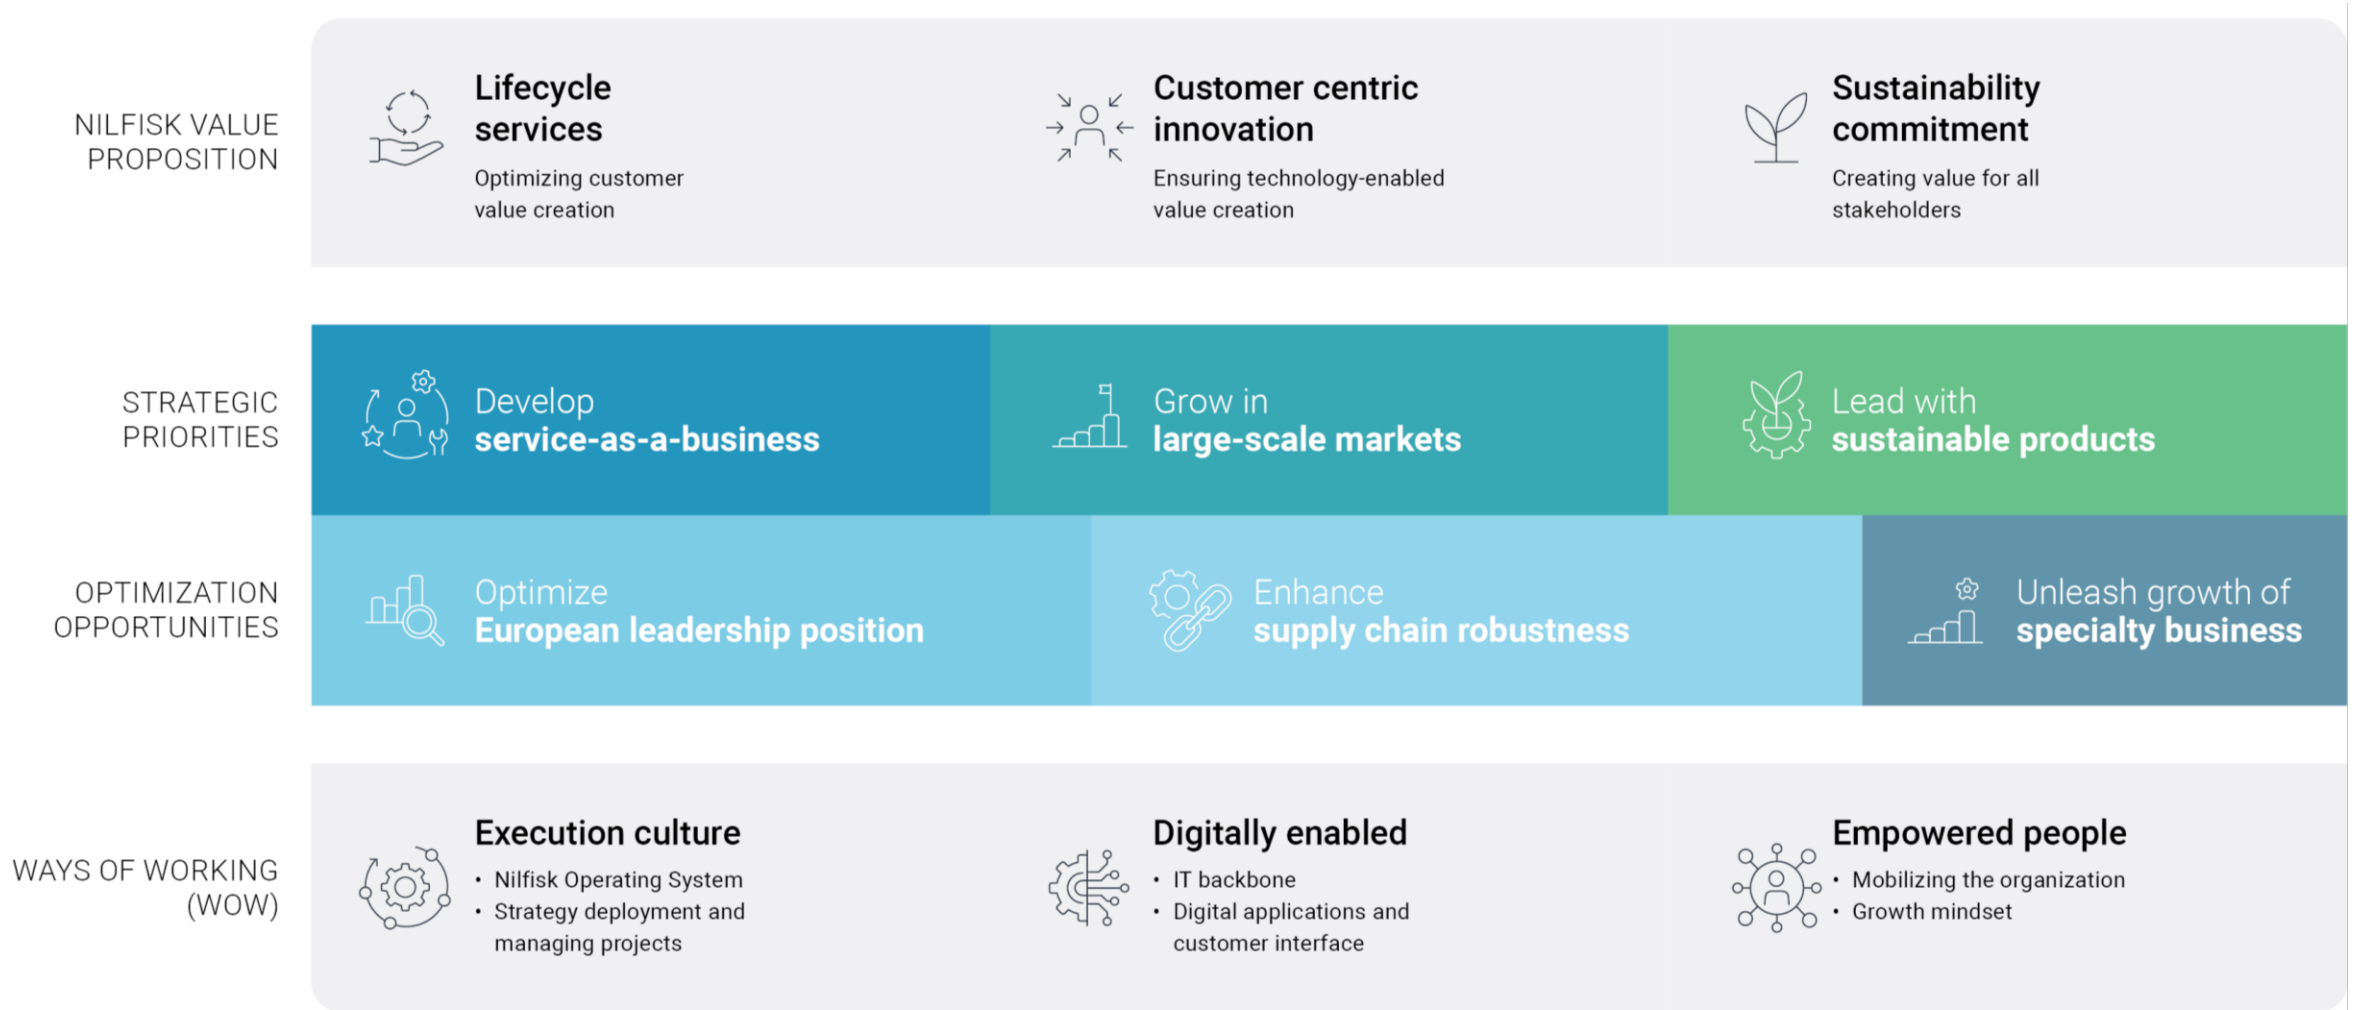 NILFISK VALUE
PROPOSITION
Lifecycle
services
Optimizing customer
value creation
Customer centric
innovation
Ensuring technology-enabled
value creation
Sustainability
commitment
Creating value for all
stakeholders
STRATEGIC
PRIORITIES
Develop
service-as-a-business
Grow in
large-scale markets
Lead with
sustainable products
OPTIMIZATION
OPPORTUNITIES
Optimize
European leadership position
Enhance
supply chain robustness
Unleash growth of
specialty business
WAYS OF WORKING
(WOW)
Execution culture
• Nilfisk Operating System
• Strategy deployment and
managing projects
Digitally enabled
• IT backbone
• Digital applications and
customer interface
Empowered people
• Mobilizing the organization
• Growth mindset